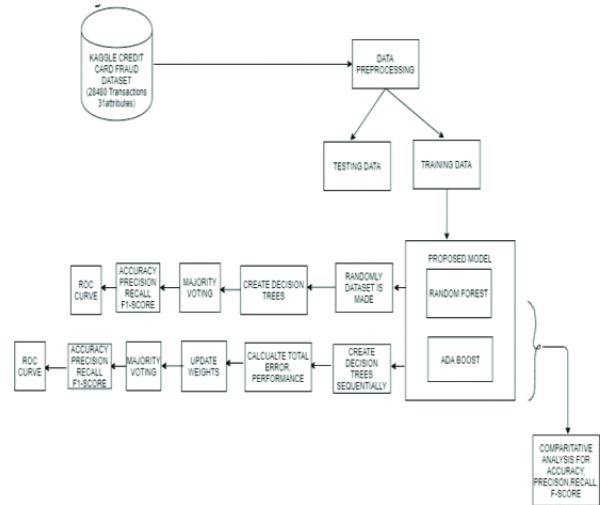 KAGGLE CREDIT
CARD FRAUD
DATASET
(28480 Transactions
31attributes)
DATA
PREPROCESSING
TESTING DATA
TRAINING DATA
PROPOSED MODEL
RANDOM FOREST
ADA BOOST
RANDOMLY
DATASET IS
MADE
CREATE DECISION
TREES
MAJORITY
VOTING
ACCURACY
PRECISION
RECALL
F1-SCORE
ROC
CURVE
CREATE
DECISION
TREES
SEQUENTIALLY
CALCUALTE TOTAL
ERROR,
PERFORMANCE
UPDATE
WEIGHTS
MAJORITY
VOTING
ACCURACY
PRECISION
RECALL
F1-SCORE
ROC
CURVE
COMPARITATIVE
ANALYSIS FOR
ACCURACY,
PRECISON,RECALL,
F-SCORE